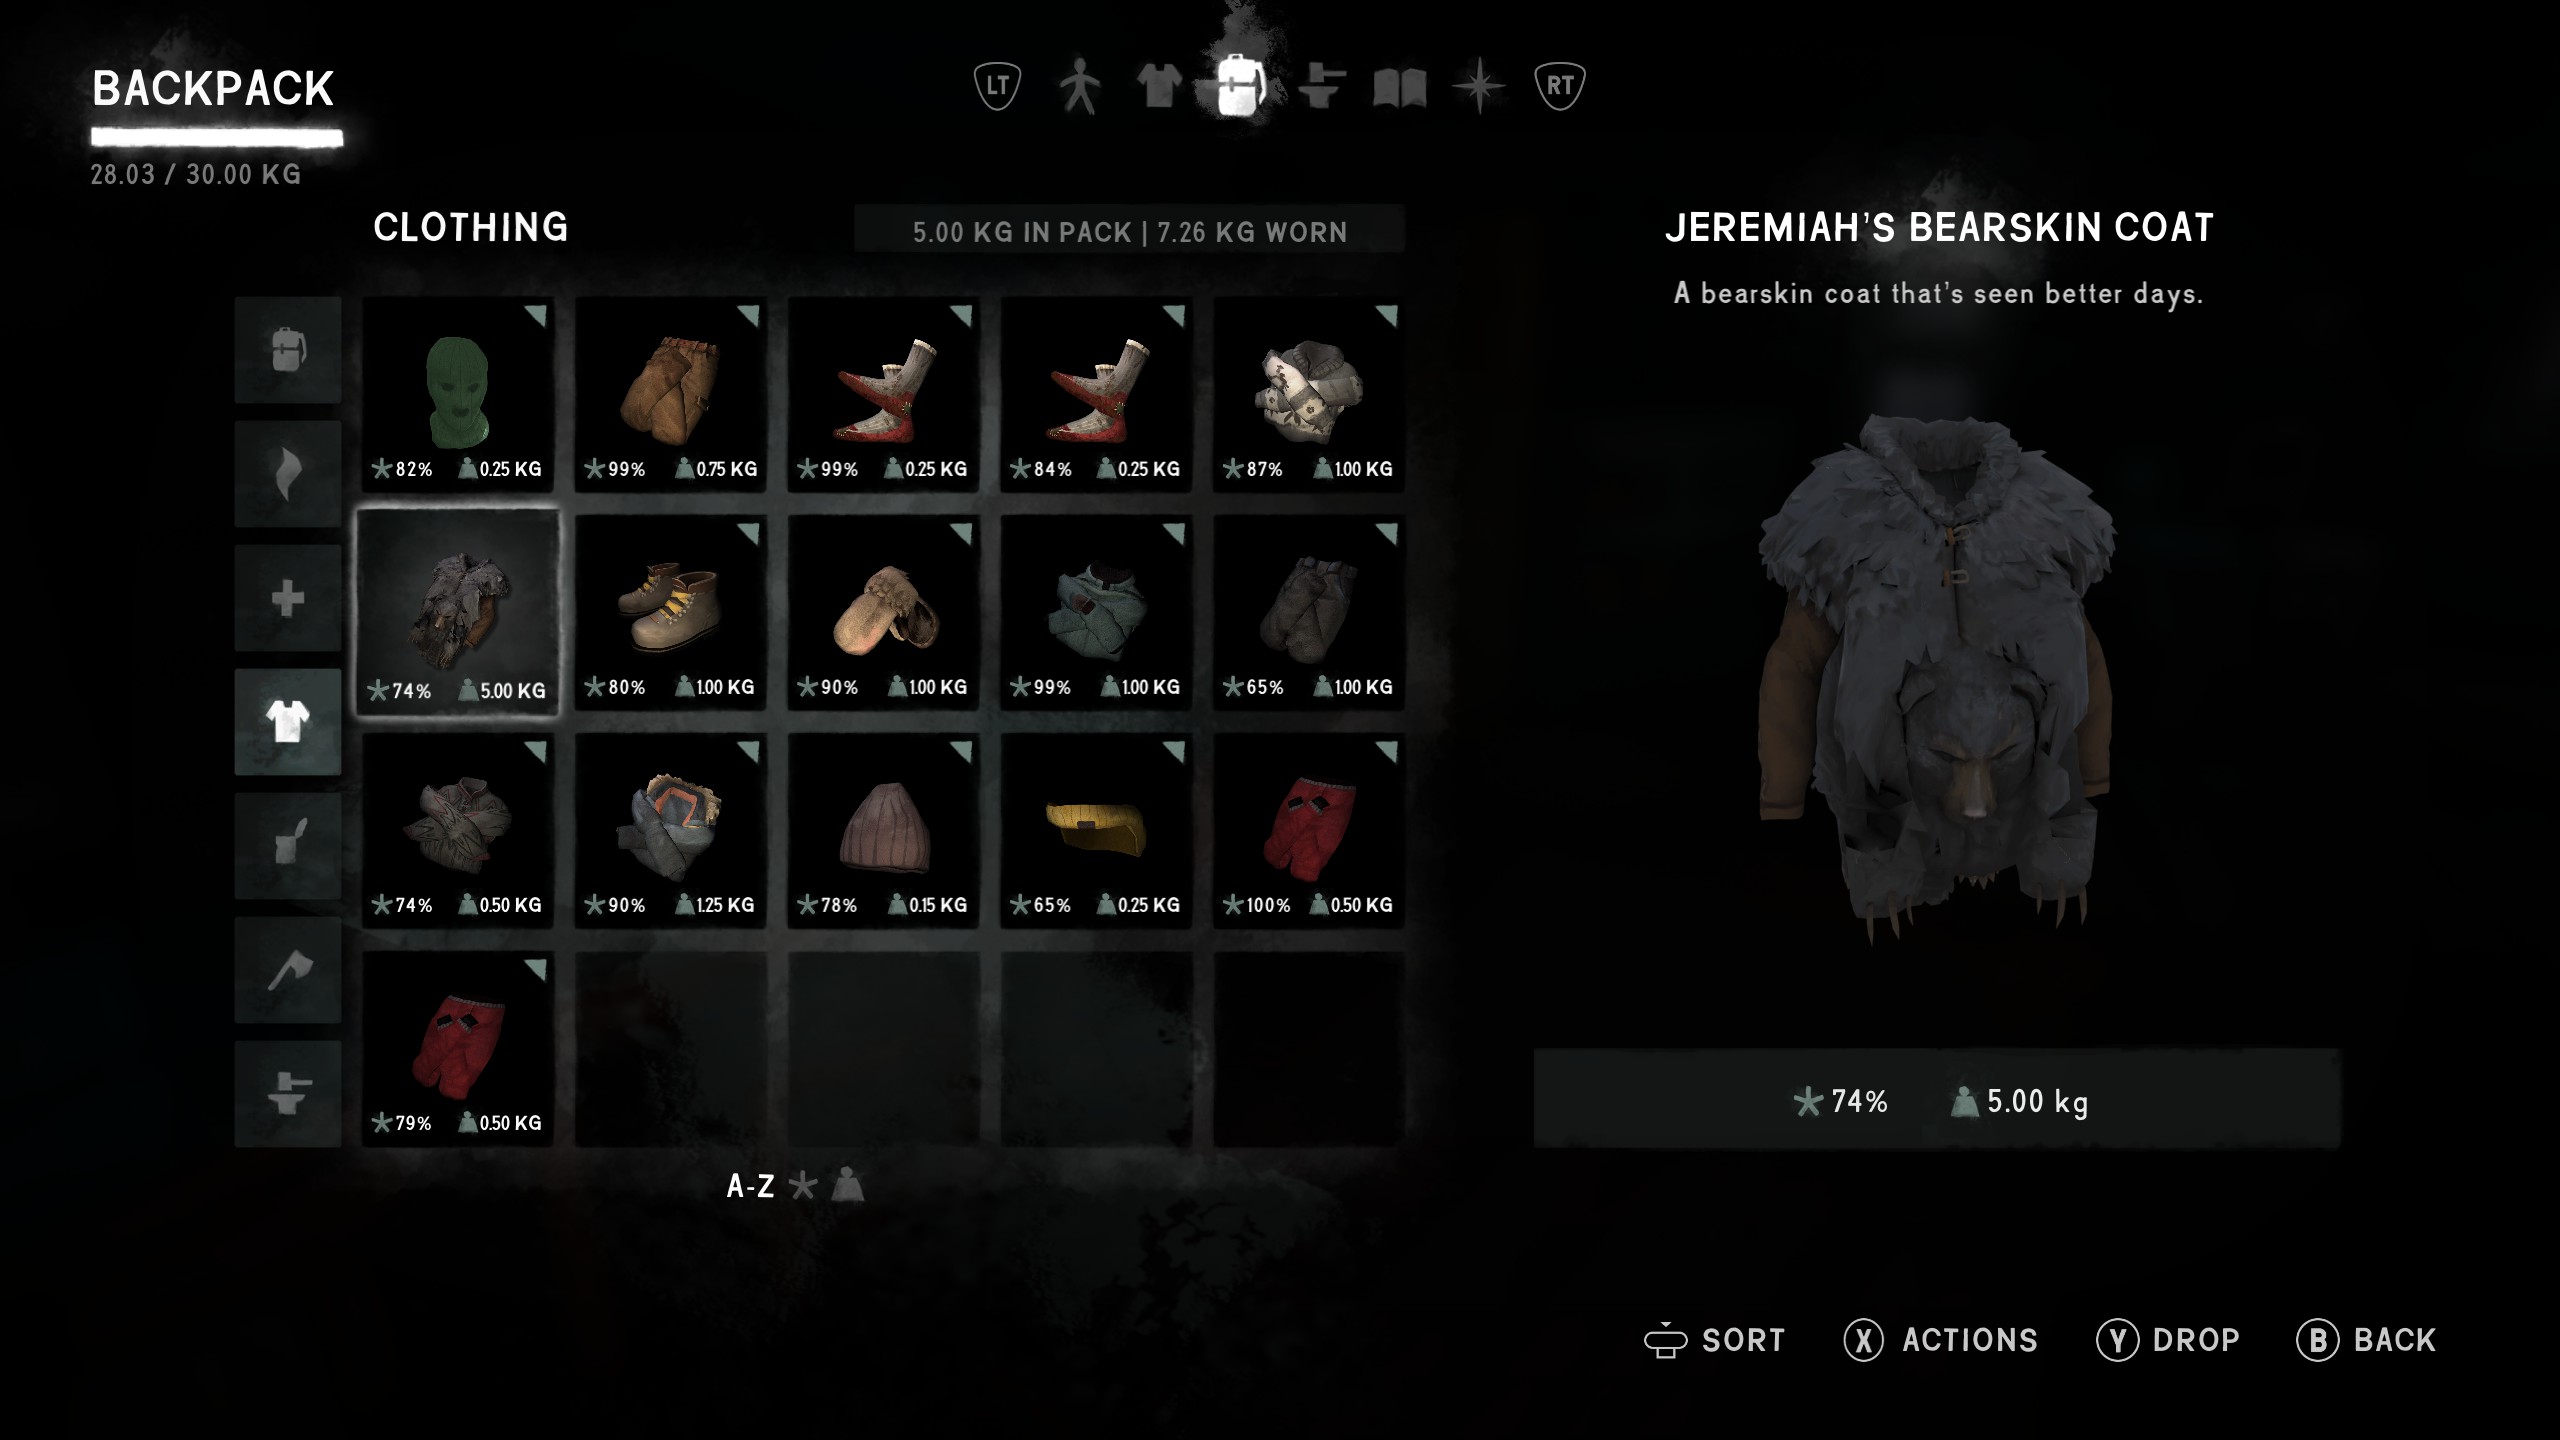 BACKPACK
LT
RT
28.03 / 30.00 KG
CLOTHING
5.00 KG IN PACK | 7.26 KG WORN
82% 0.25 KG
99% 0.75 KG
99% 0.25 KG
84% 0.25 KG
87% 1.00 KG
74% 5.00 KG
80% 1.00 KG
90% 1.00 KG
99% 1.00 KG
65% 1.00 KG
74% 0.50 KG
90% 1.25 KG
78% 0.15 KG
65% 0.25 KG
100% 0.50 KG
79% 0.50 KG
A-Z
JEREMIAH'S BEARSKIN COAT
A bearskin coat that's seen better days.
74% 5.00 kg
SORT
X ACTIONS
Y DROP
B BACK